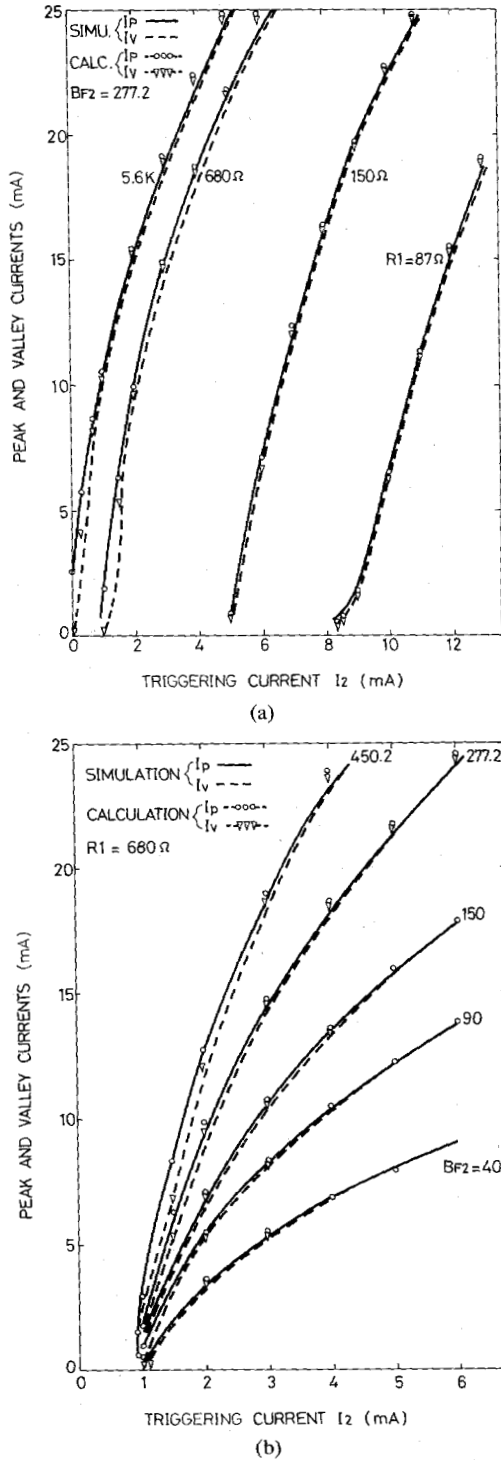 SIMU. { Ip
Iv
CALC. { Ip -ooo-
Iv -▽▽▽-
BF2 = 277.2
5.6K
680Ω
150Ω
R1=87Ω
25
20
15
10
5
0
0 2 4 6 8 10 12
PEAK AND VALLEY CURRENTS (mA)
TRIGGERING CURRENT I2 (mA)
(a)
SIMULATION { Ip
Iv
CALCULATION { Ip -ooo-
Iv -▽▽▽-
R1 = 680Ω
450.2
277.2
150
90
BF2=40
25
20
15
10
5
0
0 1 2 3 4 5 6
PEAK AND VALLEY CURRENTS (mA)
TRIGGERING CURRENT I2 (mA)
(b)